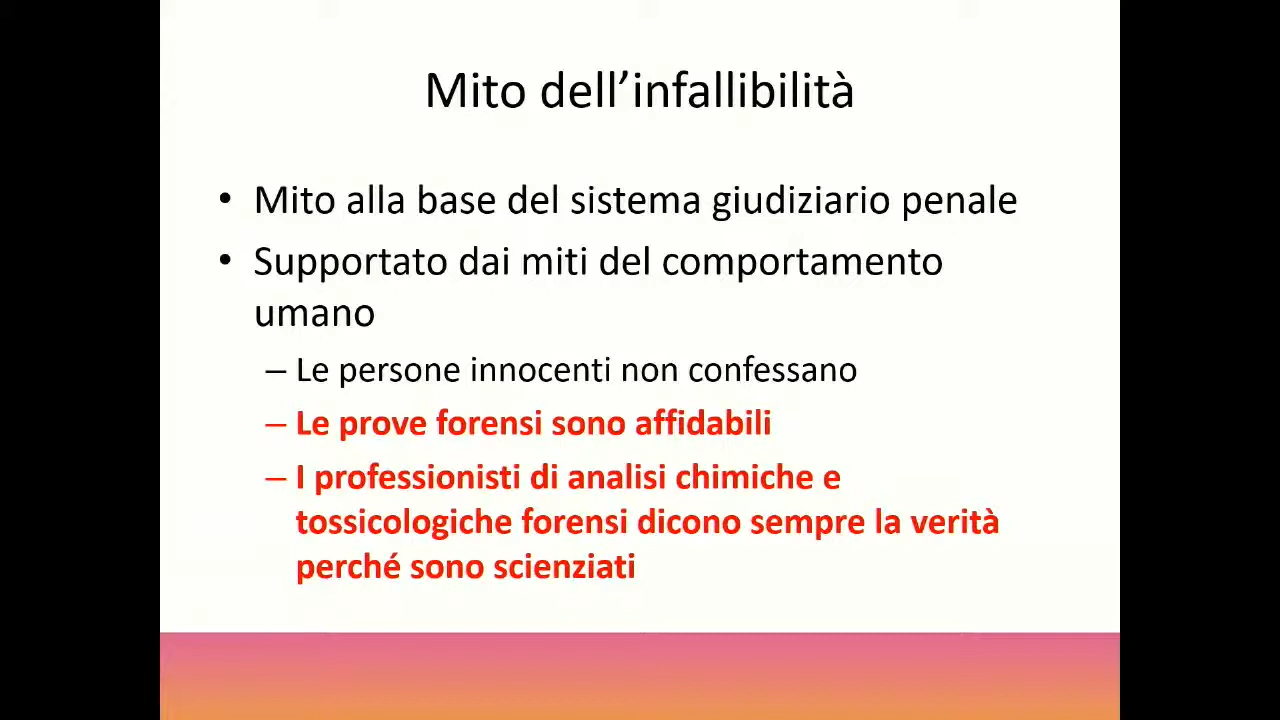 Mito dell’infallibilità
• Mito alla base del sistema giudiziario penale
• Supportato dai miti del comportamento
umano
– Le persone innocenti non confessano
– Le prove forensi sono affidabili
– I professionisti di analisi chimiche e
tossicologiche forensi dicono sempre la verità
perché sono scienziati